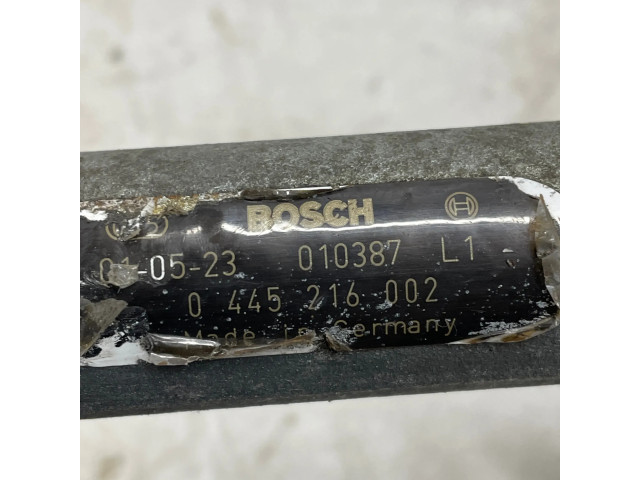 BOSCH
01-05-23 010387 L1
0 445 216 002
Made in Germany